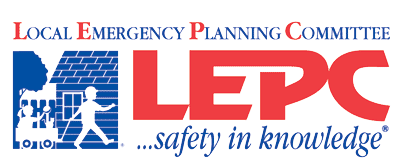 LOCAL EMERGENCY PLANNING COMMITTEE
LEPC
...safety in knowledge®